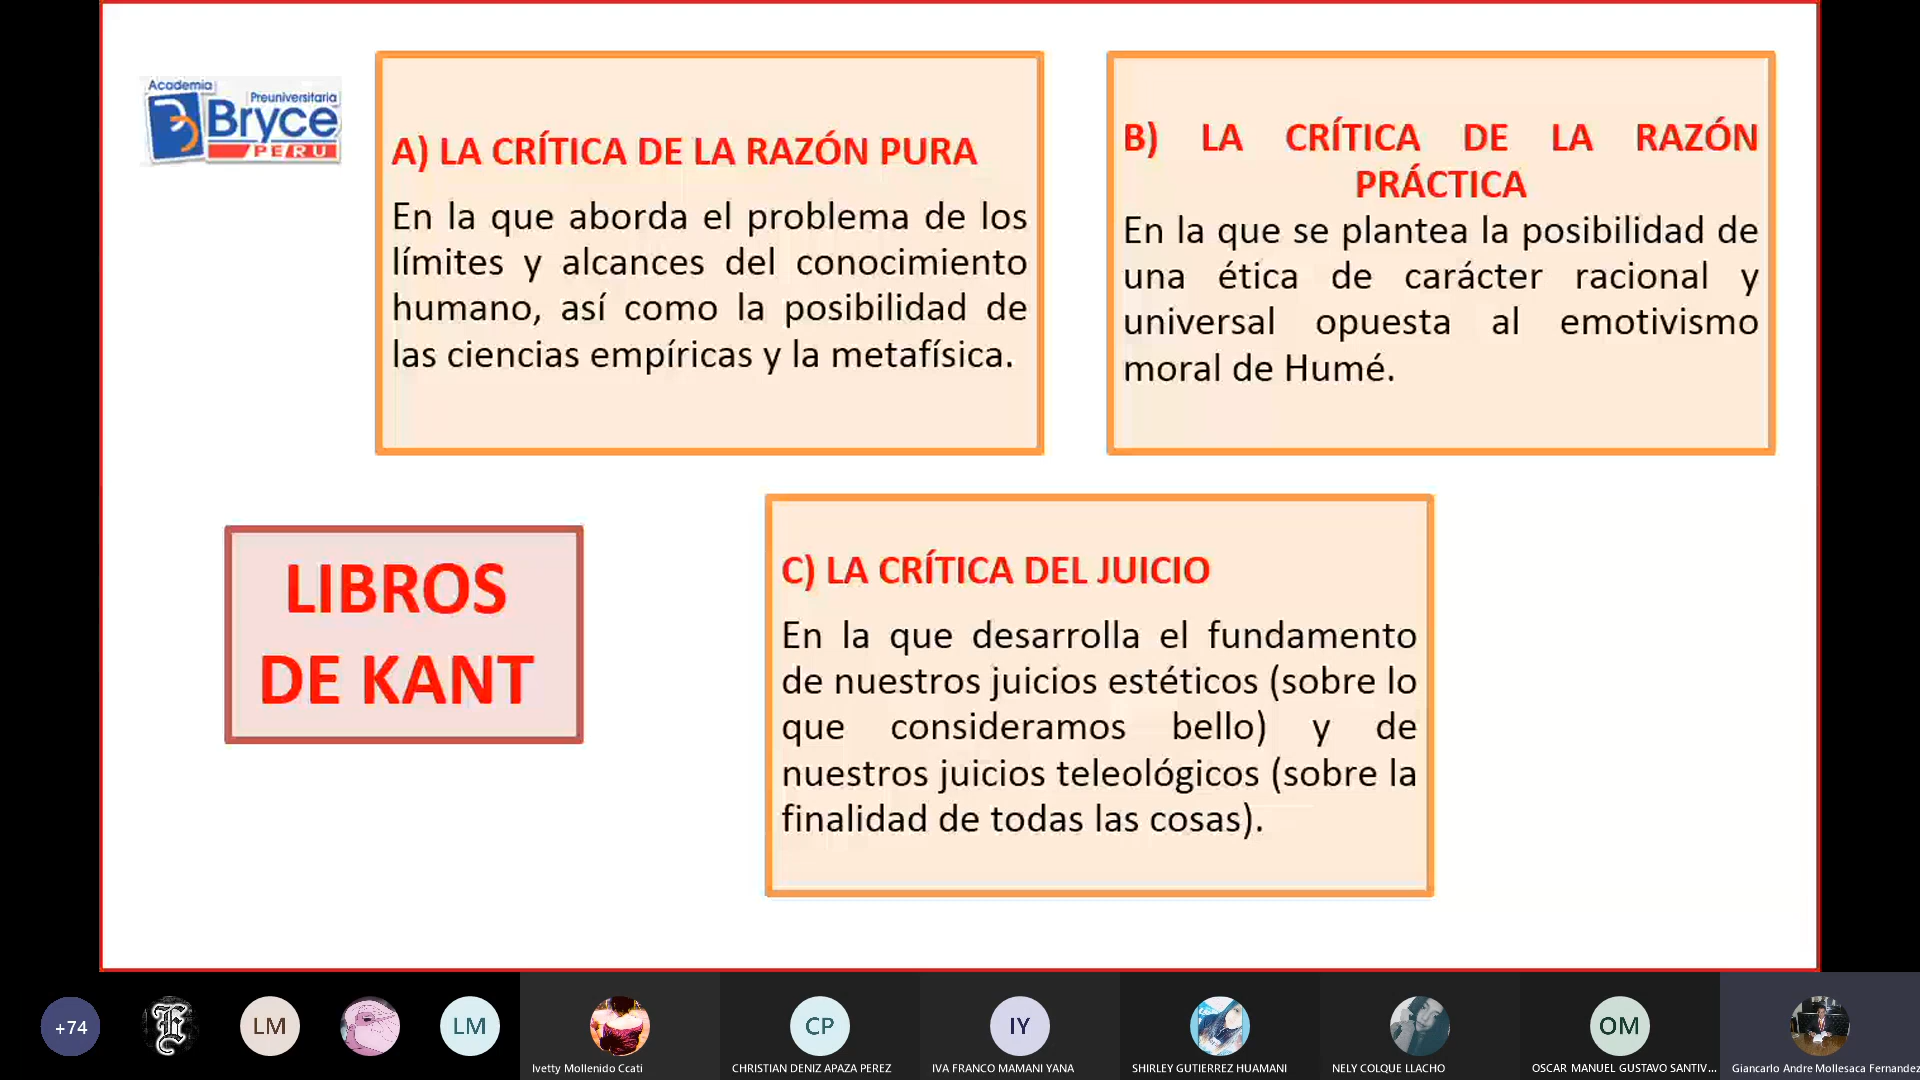 Academia
Preuniversitaria
Bryce
PERU
A) LA CRÍTICA DE LA RAZÓN PURA
En la que aborda el problema de los
límites y alcances del conocimiento
humano, así como la posibilidad de
las ciencias empíricas y la metafísica.
B) LA CRÍTICA DE LA RAZÓN
PRÁCTICA
En la que se plantea la posibilidad de
una ética de carácter racional y
universal opuesta al emotivismo
moral de Humé.
LIBROS
DE KANT
C) LA CRÍTICA DEL JUICIO
En la que desarrolla el fundamento
de nuestros juicios estéticos (sobre lo
que consideramos bello) y de
nuestros juicios teleológicos (sobre la
finalidad de todas las cosas).
+74
LM
LM
CP
IY
OM
Ivetty Mollenido Ccati
CHRISTIAN DENIZ APAZA PEREZ
IVA FRANCO MAMANI YANA
SHIRLEY GUTIERREZ HUAMANI
NELY COLQUE LLACHO
OSCAR MANUEL GUSTAVO SANTIV...
Giancarlo Andre Mollesaca Fernandez